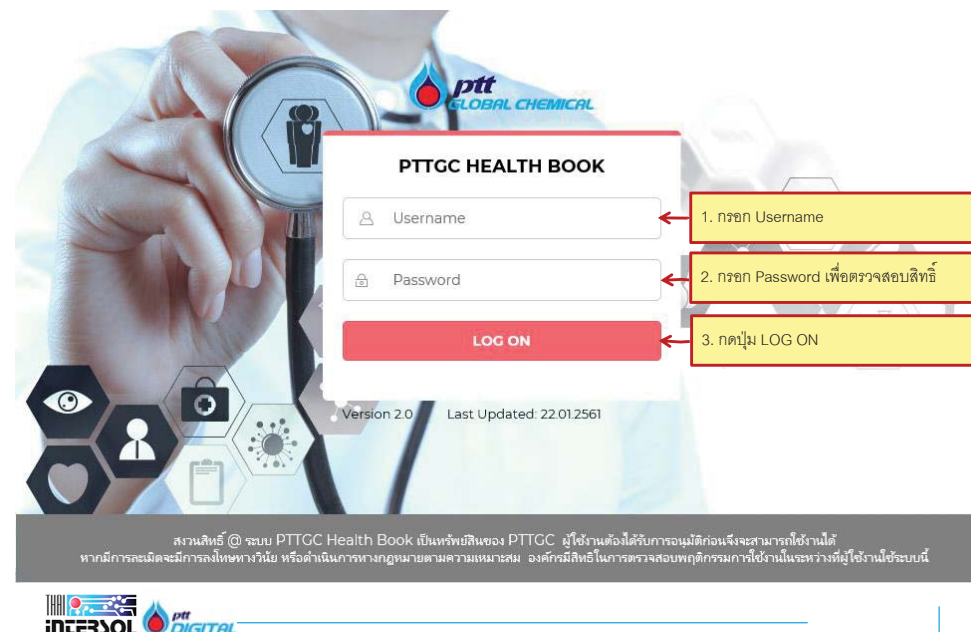 ptt
GLOBAL CHEMICAL
PTTGC HEALTH BOOK
Username
1. กรอก Username
Password
2. กรอก Password เพื่อตรวจสอบสิทธิ์
LOG ON
3. กดปุ่ม LOG ON
Version 2.0 Last Updated: 22.01.2561
สงวนสิทธิ์ @ ระบบ PTTGC Health Book เป็นทรัพย์สินของ PTTGC ผู้ใช้งานต้องได้รับการอนุมัติก่อนจึงจะสามารถใช้งานได้
หากมีการละเมิดจะมีการลงโทษทางวินัย หรือดำเนินการทางกฎหมายตามความเหมาะสม องค์กรมีสิทธิในการตรวจสอบพฤติกรรมการใช้งานในระหว่างที่ผู้ใช้งานใช้ระบบนี้
THAI
INTERSOL
ptt
DIGITAL